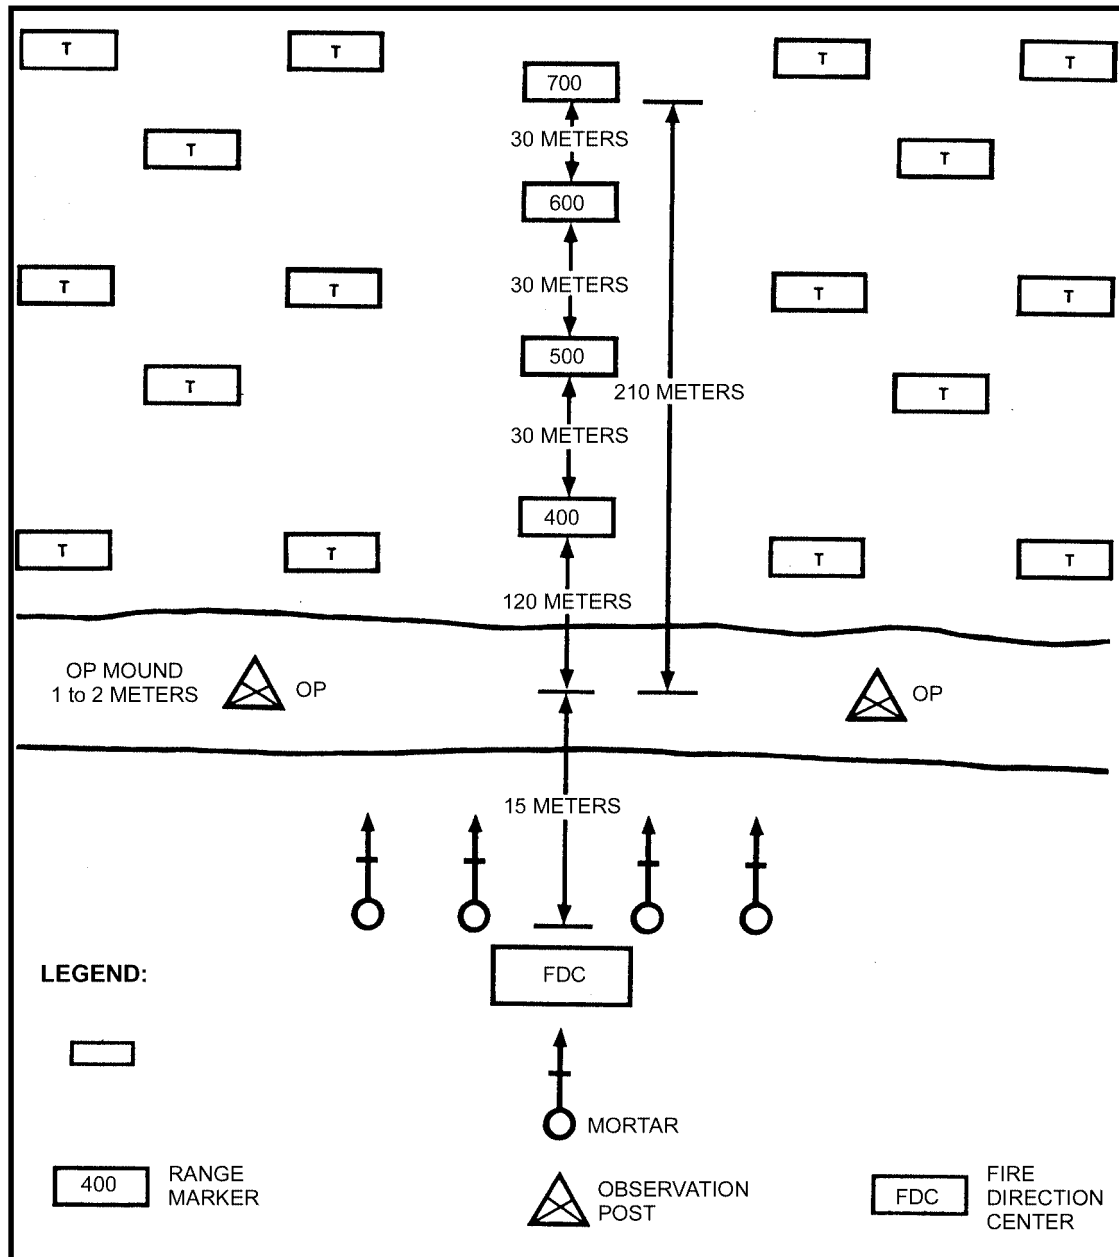 T
T
700
T
T
30 METERS
T
T
600
T
T
30 METERS
T
T
500
T
210 METERS
T
30 METERS
400
T
T
T
T
120 METERS
OP MOUND
1 to 2 METERS
OP
OP
15 METERS
FDC
LEGEND:
MORTAR
400
RANGE
MARKER
OBSERVATION
POST
FDC
FIRE
DIRECTION
CENTER